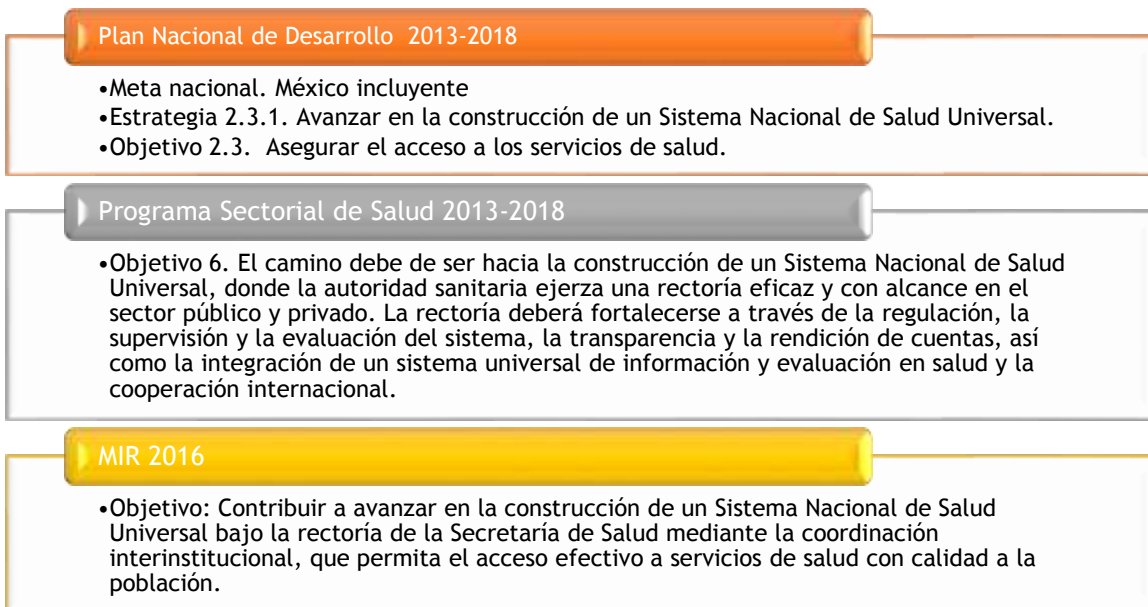 Plan Nacional de Desarrollo 2013-2018
•Meta nacional. México incluyente
•Estrategia 2.3.1. Avanzar en la construcción de un Sistema Nacional de Salud Universal.
•Objetivo 2.3. Asegurar el acceso a los servicios de salud.
Programa Sectorial de Salud 2013-2018
•Objetivo 6. El camino debe de ser hacia la construcción de un Sistema Nacional de Salud
Universal, donde la autoridad sanitaria ejerza una rectoría eficaz y con alcance en el
sector público y privado. La rectoría deberá fortalecerse a través de la regulación, la
supervisión y la evaluación del sistema, la transparencia y la rendición de cuentas, así
como la integración de un sistema universal de información y evaluación en salud y la
cooperación internacional.
MIR 2016
•Objetivo: Contribuir a avanzar en la construcción de un Sistema Nacional de Salud
Universal bajo la rectoría de la Secretaría de Salud mediante la coordinación
interinstitucional, que permita el acceso efectivo a servicios de salud con calidad a la
población.